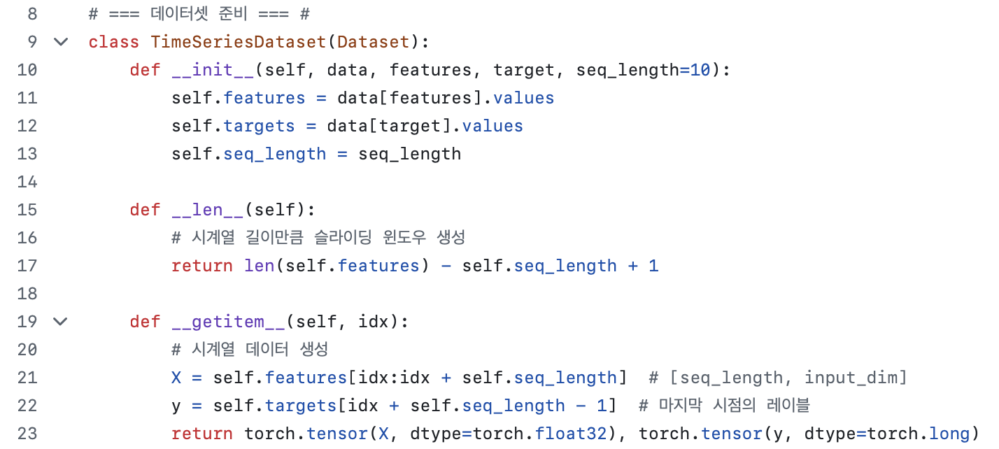 8 # === 데이터셋 준비 === #
9 class TimeSeriesDataset(Dataset):
10 def __init__(self, data, features, target, seq_length=10):
11 self.features = data[features].values
12 self.targets = data[target].values
13 self.seq_length = seq_length
14
15 def __len__(self):
16 # 시계열 길이만큼 슬라이딩 윈도우 생성
17 return len(self.features) - self.seq_length + 1
18
19 def __getitem__(self, idx):
20 # 시계열 데이터 생성
21 X = self.features[idx:idx + self.seq_length] # [seq_length, input_dim]
22 y = self.targets[idx + self.seq_length - 1] # 마지막 시점의 레이블
23 return torch.tensor(X, dtype=torch.float32), torch.tensor(y, dtype=torch.long)